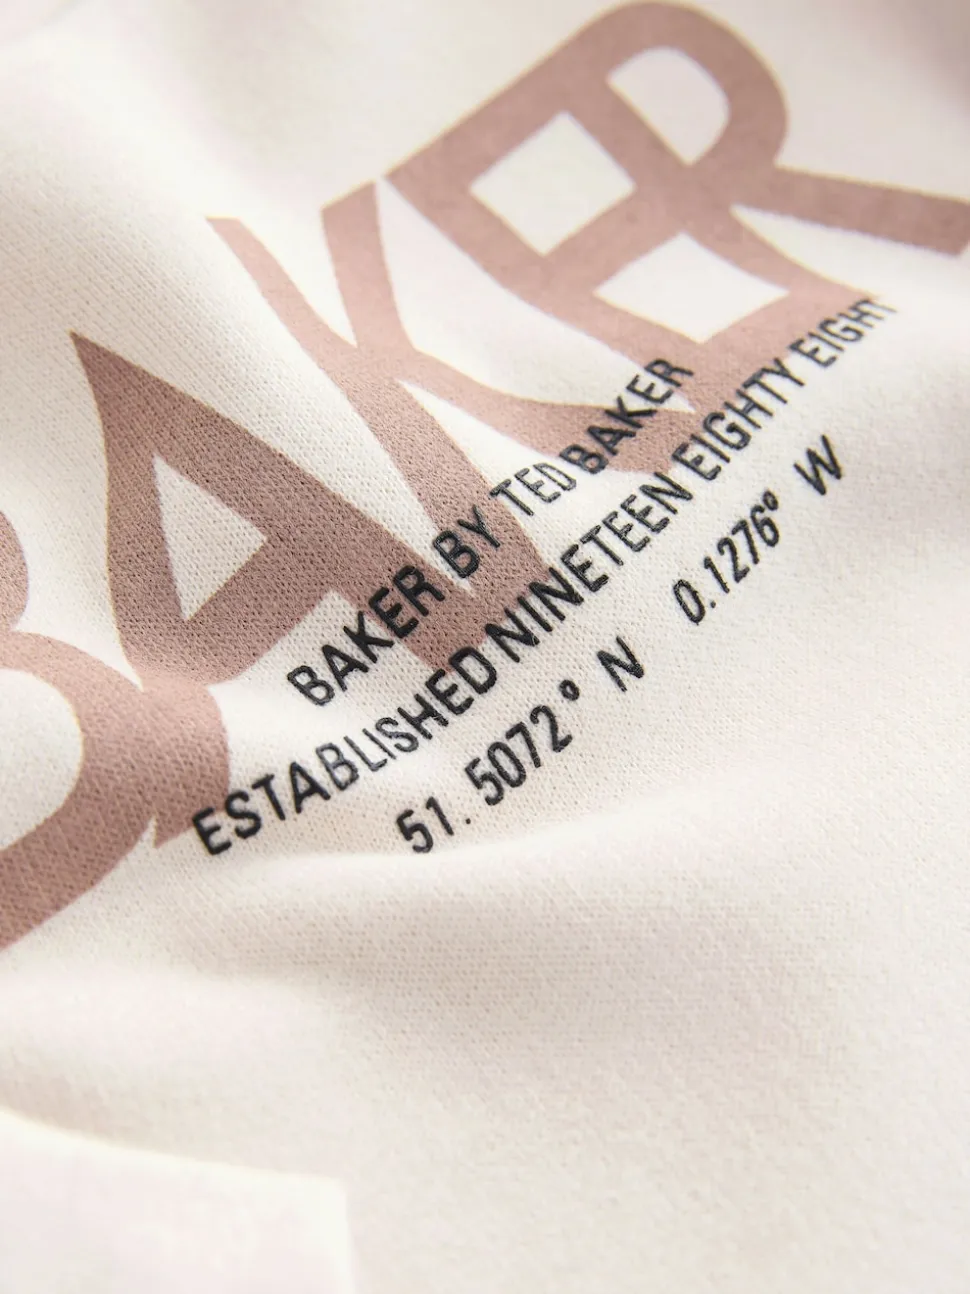 BAKER
BAKER BY TED BAKER
ESTABLISHED NINETEEN EIGHTY EIGHT
51. 5072° N 0.1276° W